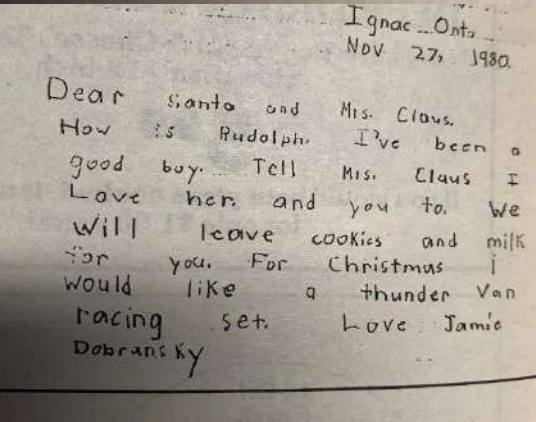 Ignac Ont,
Nov 27, 1980.
Dear Santa and Mrs. Claus.
How is Rudolph. I've been a
good boy. Tell Mrs. Claus I
Love her. and you to. We
Will leave cookies and milk
for you. For Christmas i
would like a thunder Van
racing set. Love Jamie
Dobransky